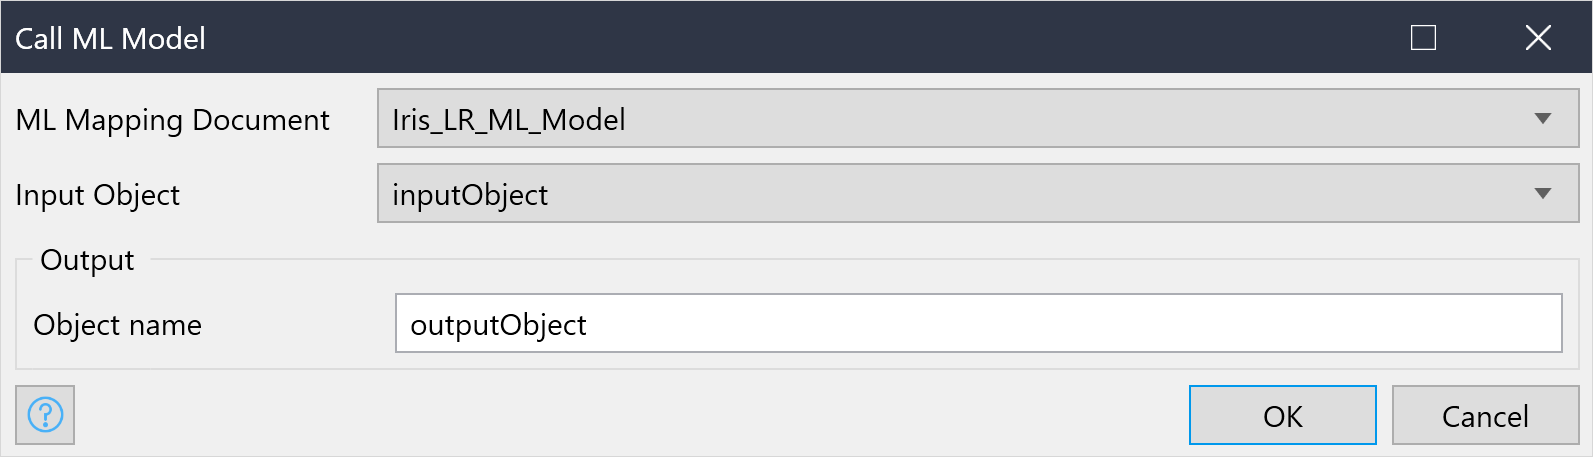 Call ML Model
ML Mapping Document Iris_LR_ML_Model
Input Object inputObject
Output
Object name outputObject
? OK Cancel